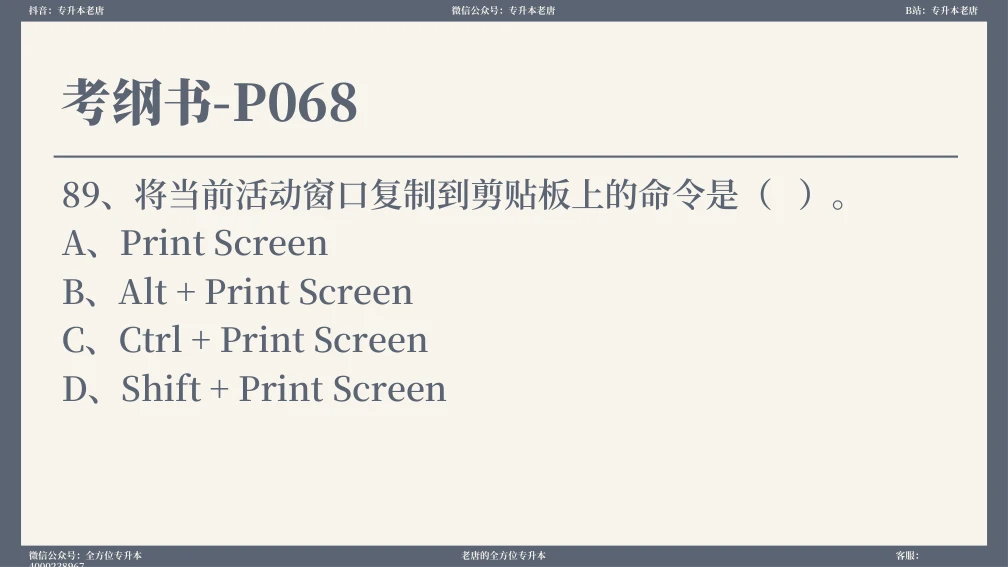 抖音：专升本老唐
微信公众号：专升本老唐
B站：专升本老唐
考纲书-P068
89、将当前活动窗口复制到剪贴板上的命令是（  ）。
A、Print Screen
B、Alt + Print Screen
C、Ctrl + Print Screen
D、Shift + Print Screen
微信公众号：全方位专升本
老唐的全方位专升本
客服：
4000238967